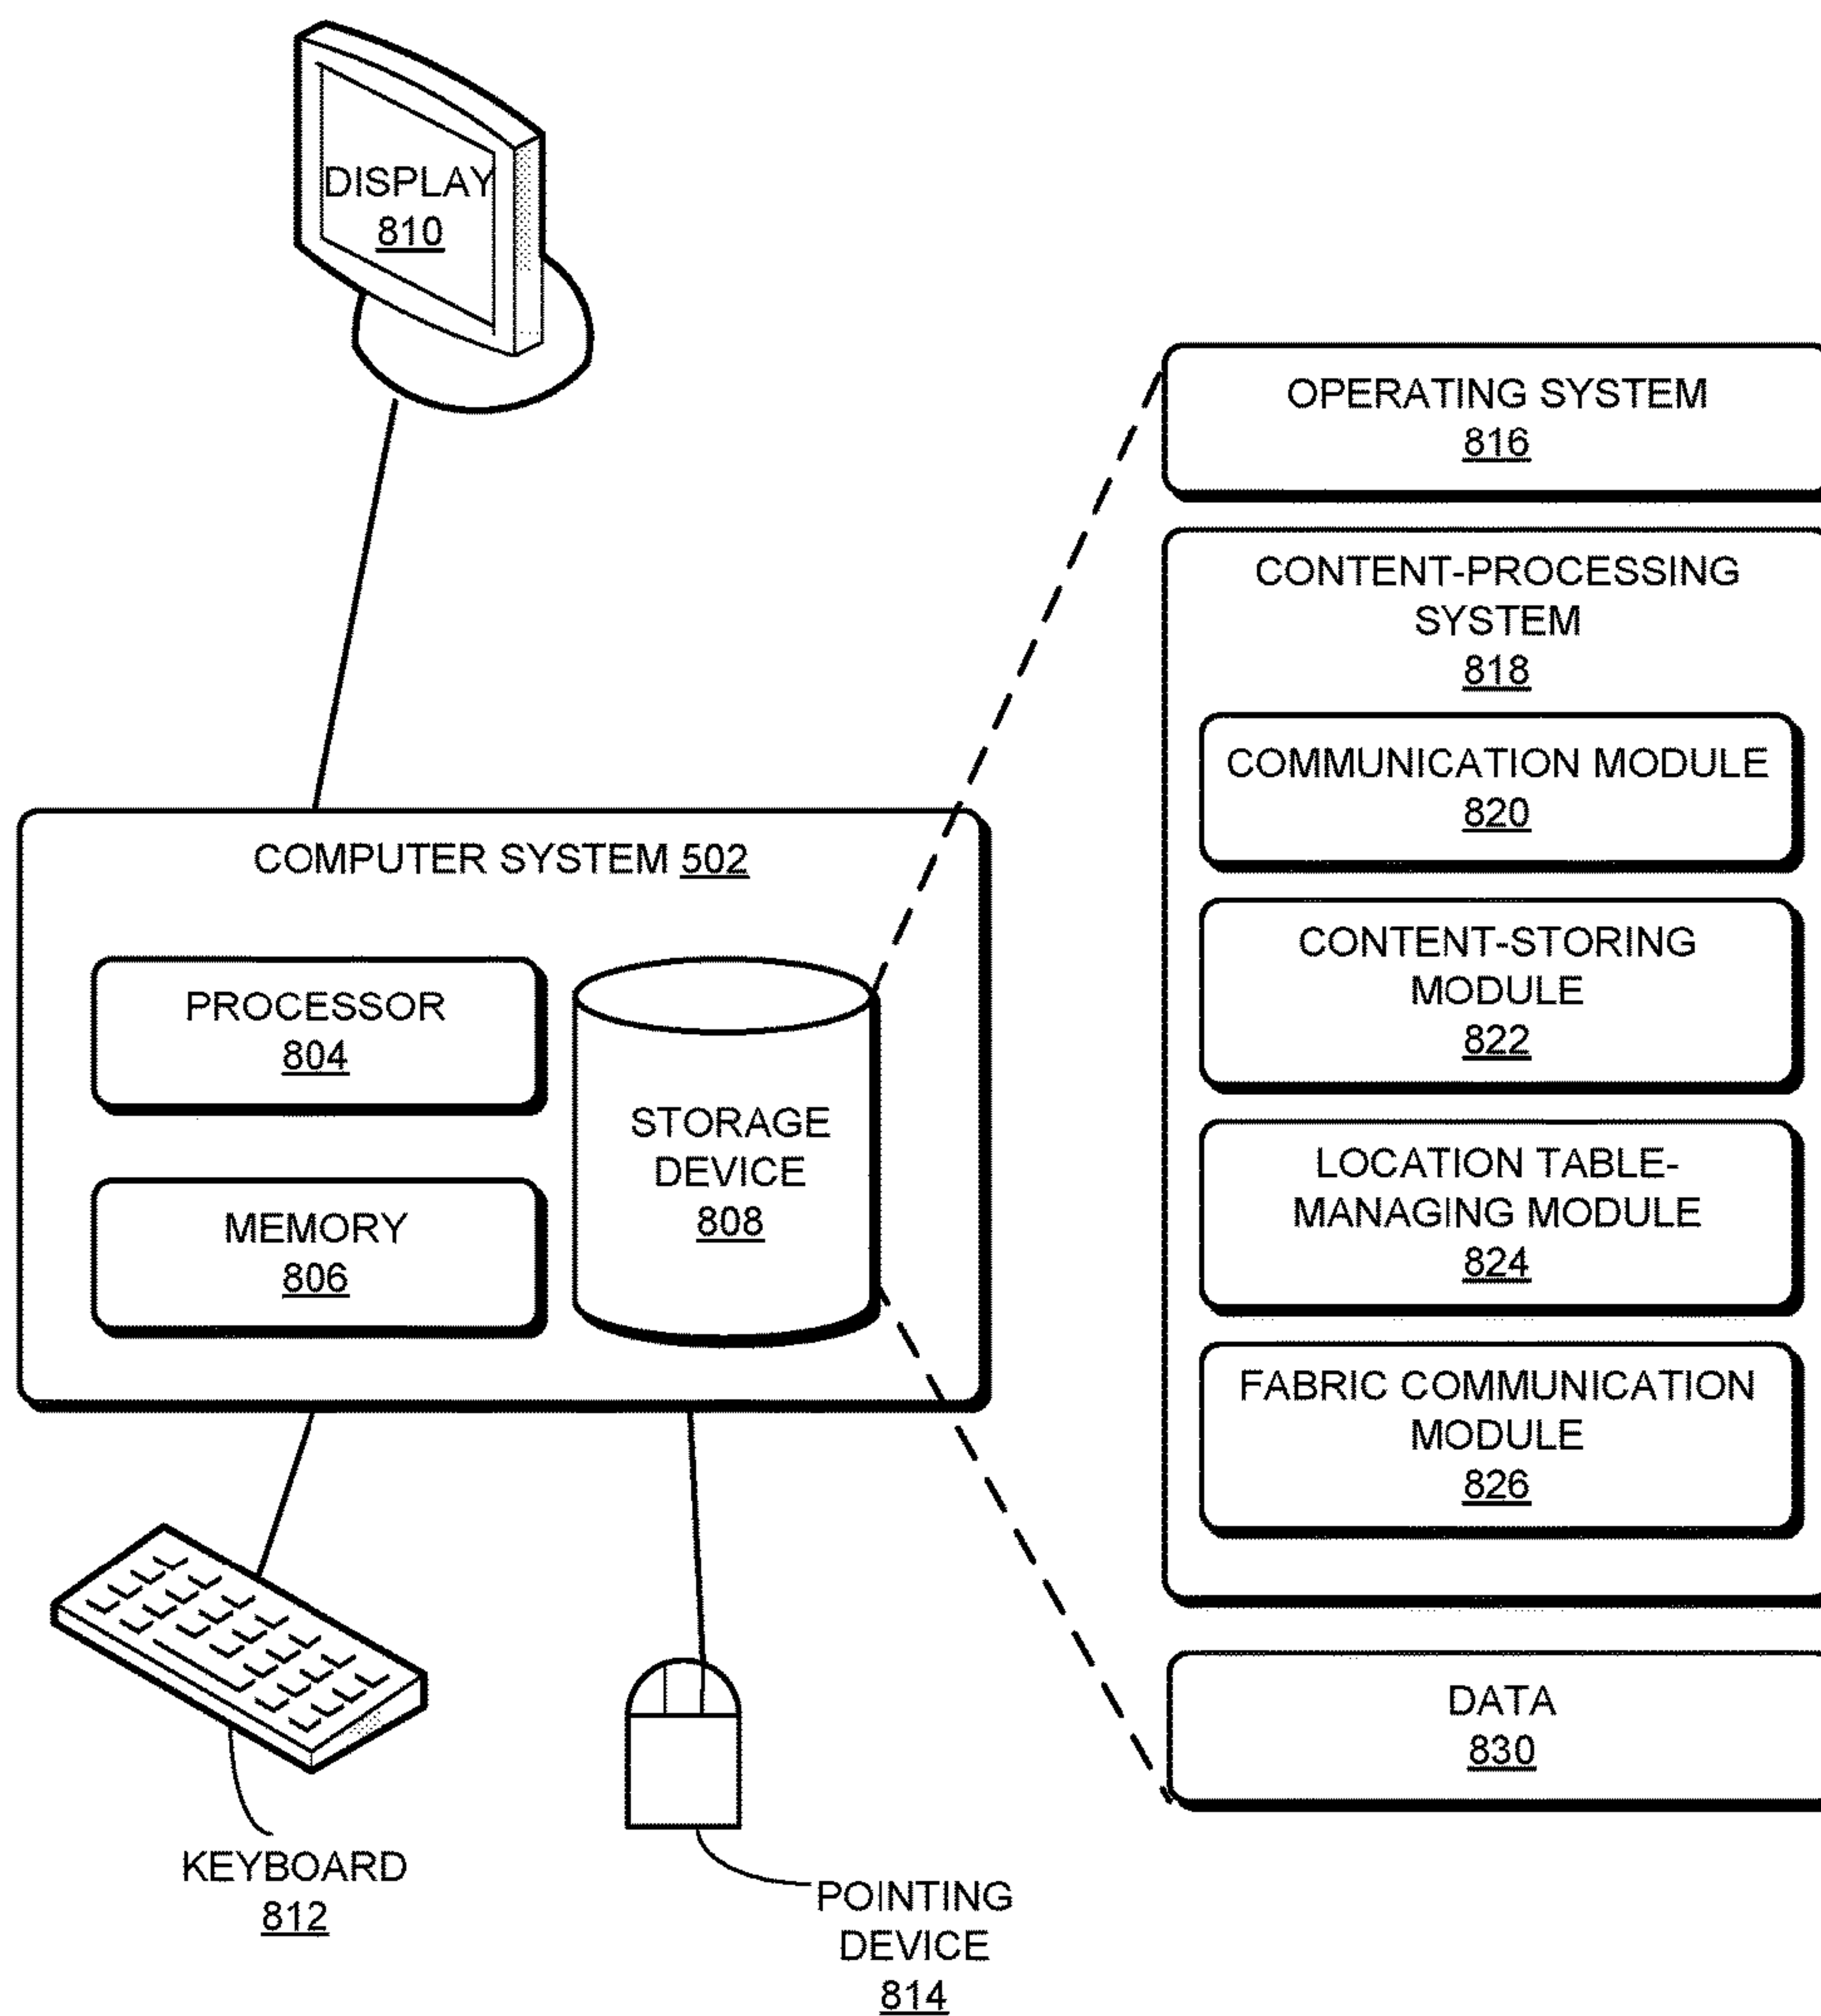 DISPLAY
810
OPERATING SYSTEM
816
CONTENT-PROCESSING
SYSTEM
818
COMMUNICATION MODULE
820
CONTENT-STORING
MODULE
822
LOCATION TABLE-
MANAGING MODULE
824
FABRIC COMMUNICATION
MODULE
826
DATA
830
COMPUTER SYSTEM 502
PROCESSOR
804
MEMORY
806
STORAGE
DEVICE
808
KEYBOARD
812
POINTING
DEVICE
814